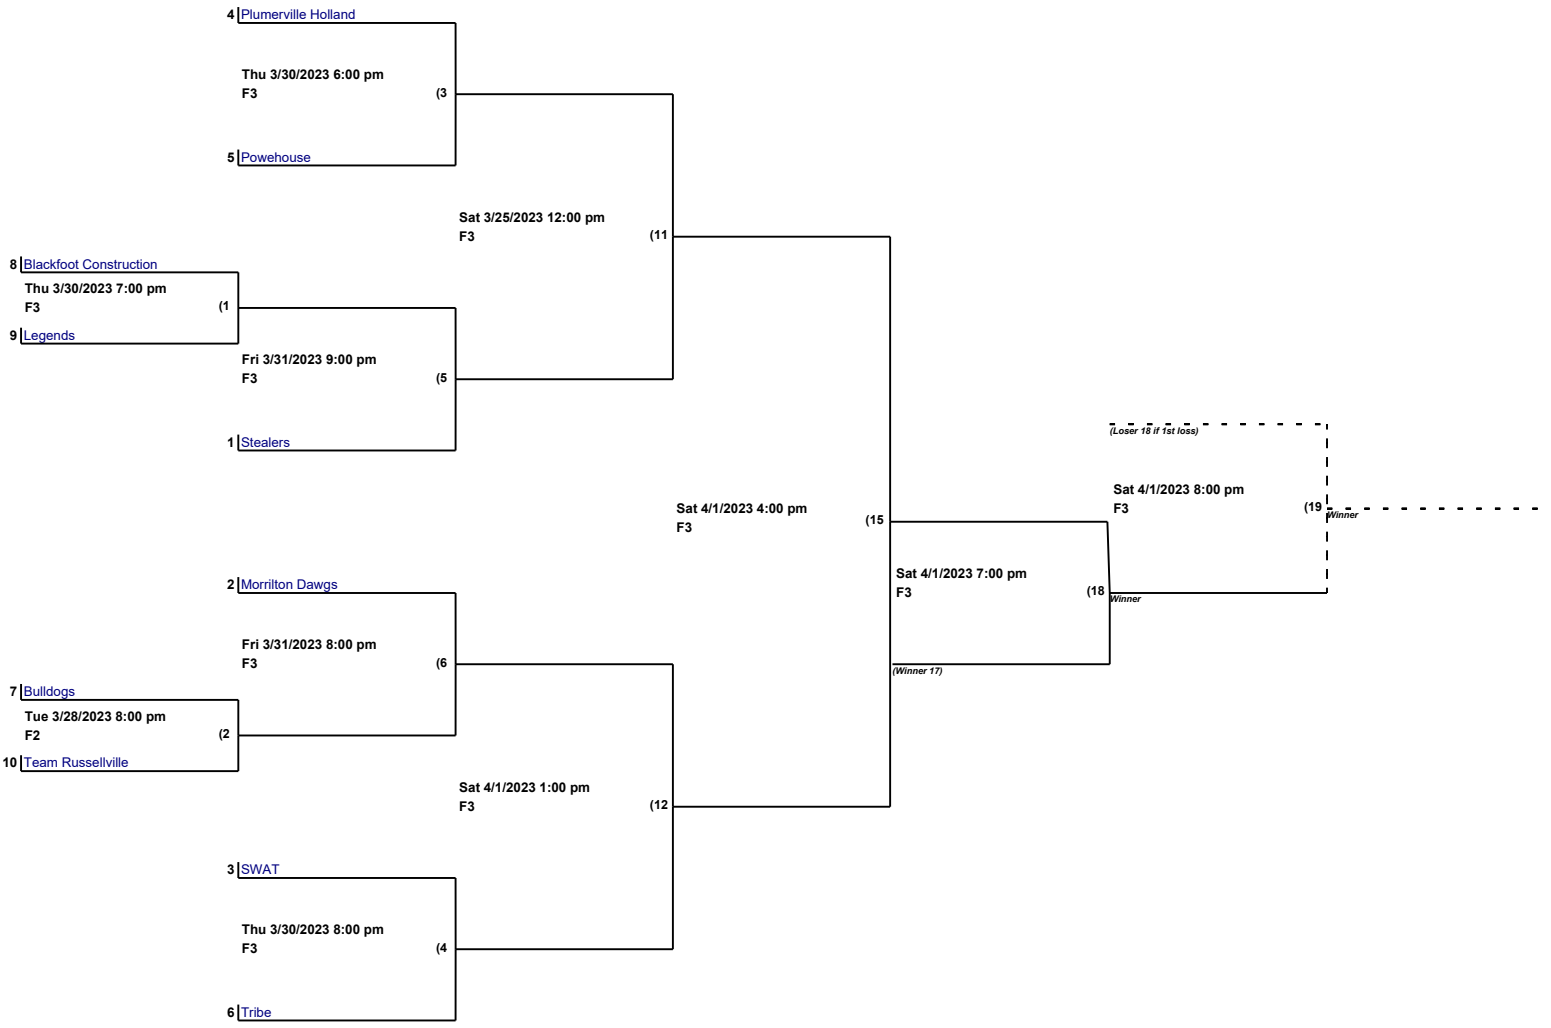 4 Plumerville Holland
Thu 3/30/2023 6:00 pm
F3 (3
5 Powehouse
Sat 3/25/2023 12:00 pm
F3 (11
8 Blackfoot Construction
Thu 3/30/2023 7:00 pm
F3 (1
9 Legends
Fri 3/31/2023 9:00 pm
F3 (5
1 Stealers
(Loser 18 if 1st loss)
Sat 4/1/2023 8:00 pm
F3 (19
Winner
Sat 4/1/2023 4:00 pm
F3 (15
Sat 4/1/2023 7:00 pm
F3 (18
Winner
(Winner 17)
2 Morrilton Dawgs
Fri 3/31/2023 8:00 pm
F3 (6
7 Bulldogs
Tue 3/28/2023 8:00 pm
F2 (2
10 Team Russellville
Sat 4/1/2023 1:00 pm
F3 (12
3 SWAT
Thu 3/30/2023 8:00 pm
F3 (4
6 Tribe